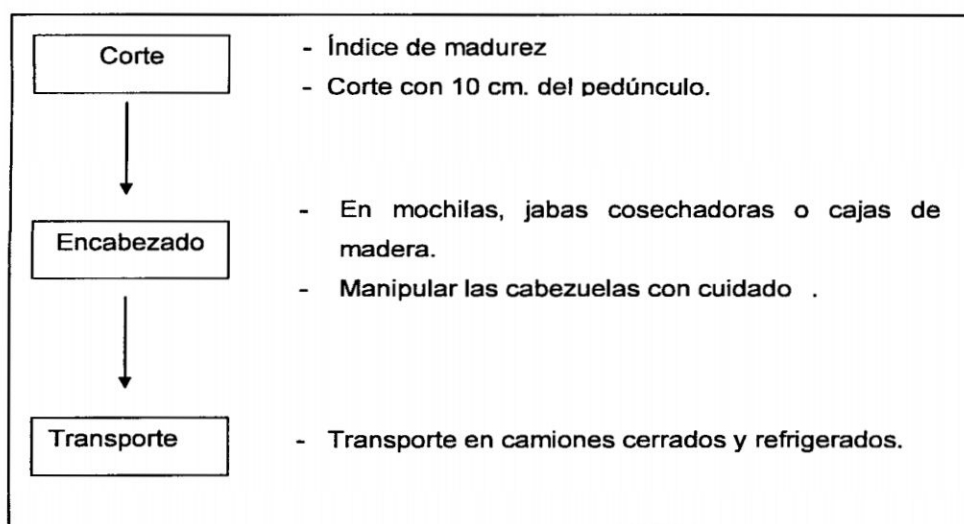 Corte
- Índice de madurez
- Corte con 10 cm. del pedúnculo.
Encabezado
- En mochilas, jabas cosechadoras o cajas de
madera.
- Manipular las cabezuelas con cuidado .
Transporte
- Transporte en camiones cerrados y refrigerados.